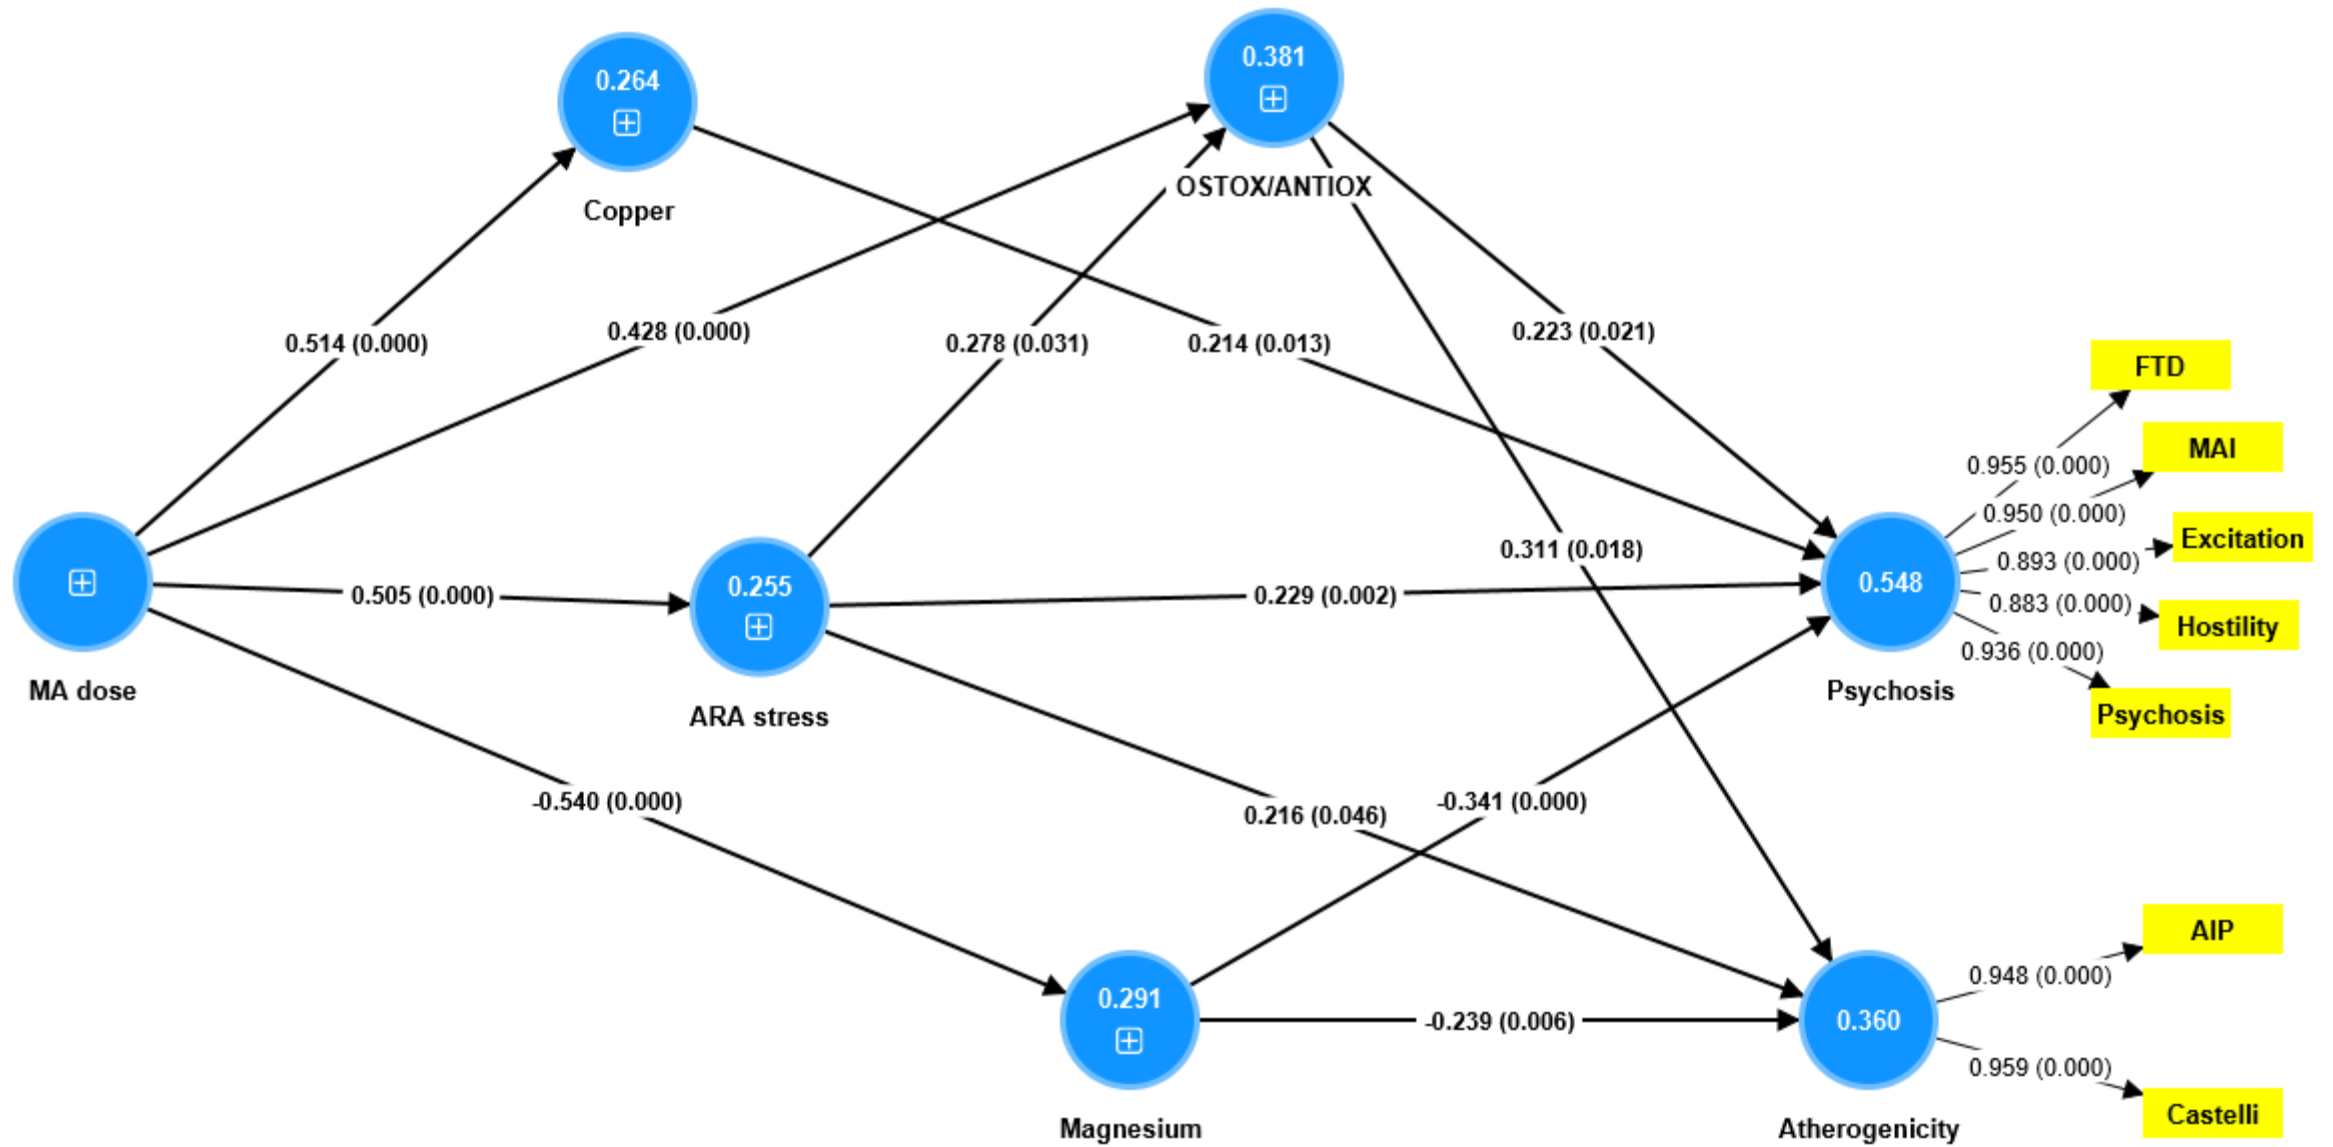 0.381
0.264
OSTOX/ANTIOX
Copper
0.514 (0.000)
0.428 (0.000)
0.278 (0.031)
0.214 (0.013)
0.223 (0.021)
FTD
MAI
0.955 (0.000)
0.950 (0.000)
Excitation
0.893 (0.000)
0.311 (0.018)
0.548
0.255
0.505 (0.000)
0.229 (0.002)
0.883 (0.000)
Hostility
0.936 (0.000)
MA dose
ARA stress
Psychosis
Psychosis
-0.540 (0.000)
0.216 (0.046)
-0.341 (0.000)
AIP
0.948 (0.000)
0.291
-0.239 (0.006)
0.360
0.959 (0.000)
Castelli
Magnesium
Atherogenicity